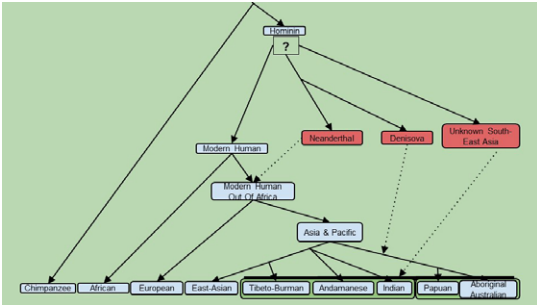 Hominin
?
Neanderthal
Denisova
Unknown South-
East Asia
Modern Human
Modern Human
Out Of Africa
Asia & Pacific
Chimpanzee
African
European
East-Asian
Tibeto-Burman
Andamanese
Indian
Papuan
Aboriginal
Australian